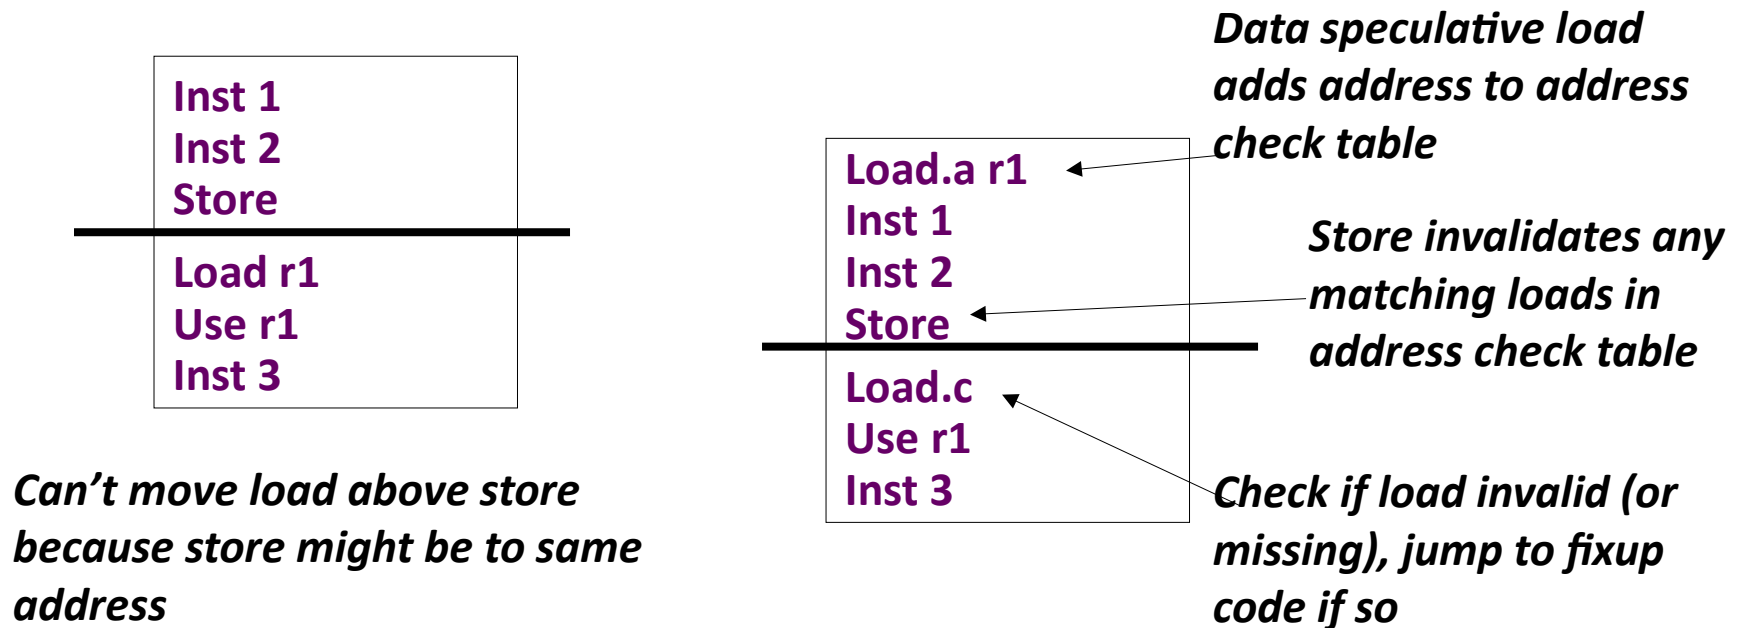 Inst 1
Inst 2
Store
Load r1
Use r1
Inst 3
Can’t move load above store
because store might be to same
address
Load.a r1
Inst 1
Inst 2
Store
Load.c
Use r1
Inst 3
Data speculative load
adds address to address
check table
Store invalidates any
matching loads in
address check table
Check if load invalid (or
missing), jump to fixup
code if so